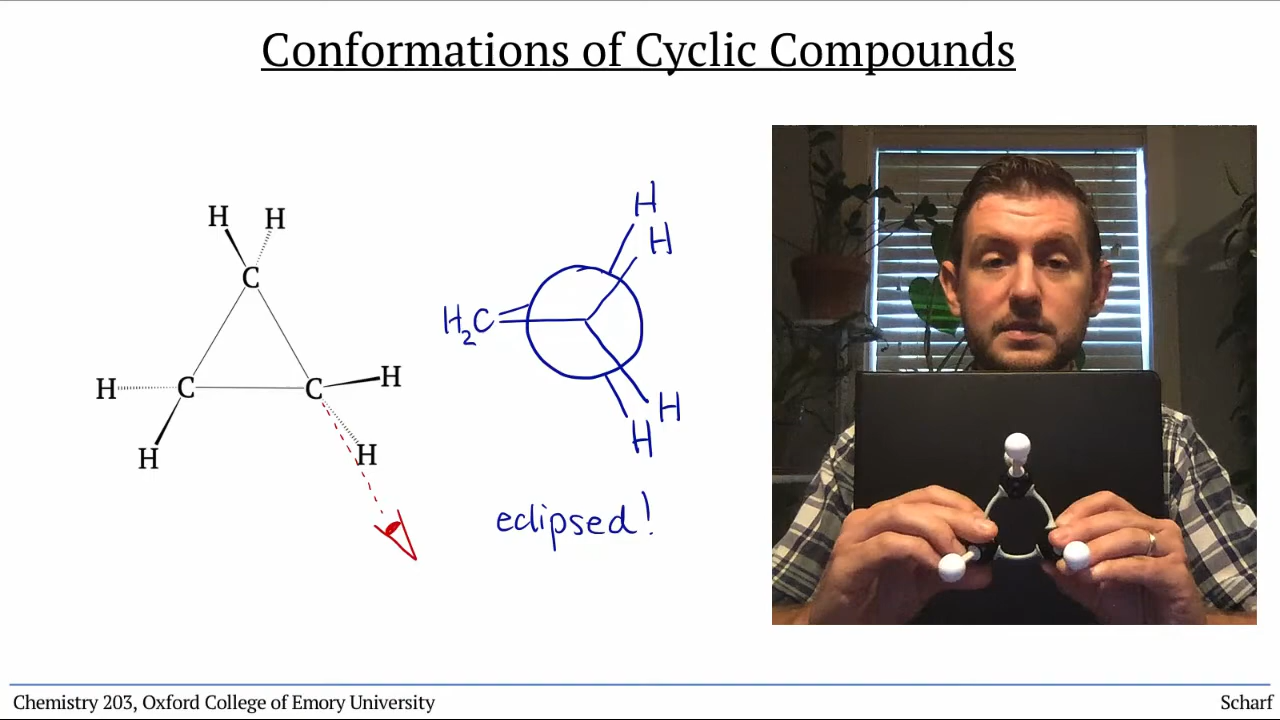 Conformations of Cyclic Compounds
H H
C
H C C H
H H
H
H
H₂C
H
H
eclipsed!
Chemistry 203, Oxford College of Emory University
Scharf